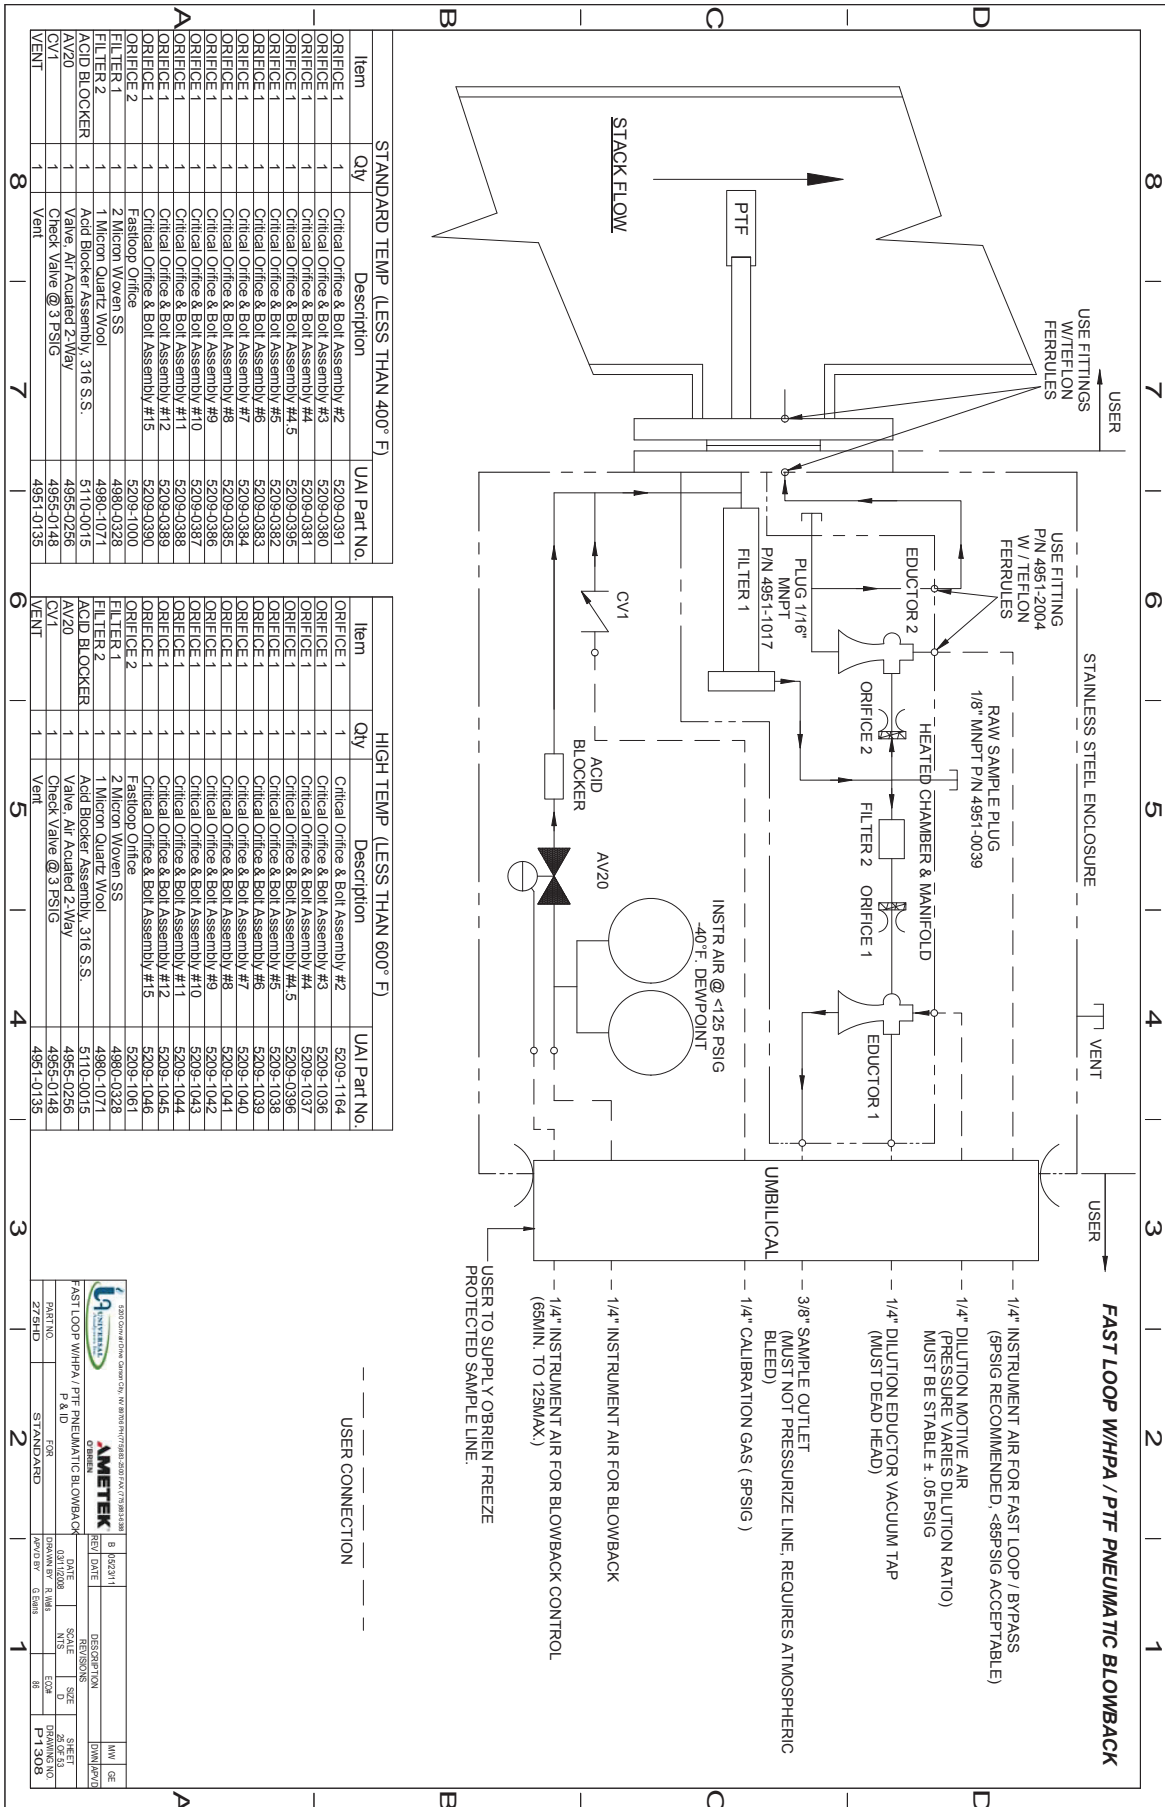 FAST LOOP W/HPA / PTF PNEUMATIC BLOWBACK
8
7
6
5
4
3
2
1
D
C
B
A
STACK FLOW
PTF
USE FITTINGS
W/TEFLON
FERRULES
USER
USE FITTING
P/N 4951-2004
W / TEFLON
FERRULES
STAINLESS STEEL ENCLOSURE
RAW SAMPLE PLUG
1/8" MNPT P/N 4951-0039
VENT
USER
EDUCTOR 2
ORIFICE 2
HEATED CHAMBER & MANIFOLD
FILTER 2
ORIFICE 1
EDUCTOR 1
PLUG 1/16"
MNPT
P/N 4951-1017
FILTER 1
CV1
ACID
BLOCKER
AV20
INSTR AIR @ <125 PSIG
-40°F. DEWPOINT
UMBILICAL
1/4" INSTRUMENT AIR FOR FAST LOOP / BYPASS
(5PSIG RECOMMENDED, <85PSIG ACCEPTABLE)
1/4" DILUTION MOTIVE AIR
(PRESSURE VARIES DILUTION RATIO)
MUST BE STABLE ± .05 PSIG
1/4" DILUTION EDUCTOR VACUUM TAP
(MUST DEAD HEAD)
3/8" SAMPLE OUTLET
(MUST NOT PRESSURIZE LINE, REQUIRES ATMOSPHERIC
BLEED)
1/4" CALIBRATION GAS ( 5PSIG )
1/4" INSTRUMENT AIR FOR BLOWBACK
1/4" INSTRUMENT AIR FOR BLOWBACK CONTROL
(65MIN. TO 125MAX.)
USER TO SUPPLY O'BRIEN FREEZE
PROTECTED SAMPLE LINE.
USER CONNECTION
STANDARD TEMP (LESS THAN 400° F)
Item Qty Description UAI Part No.
ORIFICE 1 1 Critical Orifice & Bolt Assembly #2 5209-0391
ORIFICE 1 1 Critical Orifice & Bolt Assembly #3 5209-0380
ORIFICE 1 1 Critical Orifice & Bolt Assembly #4 5209-0381
ORIFICE 1 1 Critical Orifice & Bolt Assembly #4.5 5209-0395
ORIFICE 1 1 Critical Orifice & Bolt Assembly #5 5209-0382
ORIFICE 1 1 Critical Orifice & Bolt Assembly #6 5209-0383
ORIFICE 1 1 Critical Orifice & Bolt Assembly #7 5209-0384
ORIFICE 1 1 Critical Orifice & Bolt Assembly #8 5209-0385
ORIFICE 1 1 Critical Orifice & Bolt Assembly #9 5209-0386
ORIFICE 1 1 Critical Orifice & Bolt Assembly #10 5209-0387
ORIFICE 1 1 Critical Orifice & Bolt Assembly #11 5209-0388
ORIFICE 1 1 Critical Orifice & Bolt Assembly #12 5209-0389
ORIFICE 1 1 Critical Orifice & Bolt Assembly #15 5209-0390
ORIFICE 2 1 Fastloop Orifice 5209-1000
FILTER 1 1 2 Micron Woven SS 4980-0328
FILTER 2 1 1 Micron Quartz Wool 4980-1071
ACID BLOCKER 1 Acid Blocker Assembly, 316 S.S. 5110-0015
AV20 1 Valve, Air Acuated 2-Way 4955-0256
CV1 1 Check Valve @ 3 PSIG 4955-0148
VENT 1 Vent 4951-0135
HIGH TEMP (LESS THAN 600° F)
Item Qty Description UAI Part No.
ORIFICE 1 1 Critical Orifice & Bolt Assembly #2 5209-1164
ORIFICE 1 1 Critical Orifice & Bolt Assembly #3 5209-1036
ORIFICE 1 1 Critical Orifice & Bolt Assembly #4 5209-1037
ORIFICE 1 1 Critical Orifice & Bolt Assembly #4.5 5209-0396
ORIFICE 1 1 Critical Orifice & Bolt Assembly #5 5209-1038
ORIFICE 1 1 Critical Orifice & Bolt Assembly #6 5209-1039
ORIFICE 1 1 Critical Orifice & Bolt Assembly #7 5209-1040
ORIFICE 1 1 Critical Orifice & Bolt Assembly #8 5209-1041
ORIFICE 1 1 Critical Orifice & Bolt Assembly #9 5209-1042
ORIFICE 1 1 Critical Orifice & Bolt Assembly #10 5209-1043
ORIFICE 1 1 Critical Orifice & Bolt Assembly #11 5209-1044
ORIFICE 1 1 Critical Orifice & Bolt Assembly #12 5209-1045
ORIFICE 1 1 Critical Orifice & Bolt Assembly #15 5209-1046
ORIFICE 2 1 Fastloop Orifice 5209-1061
FILTER 1 1 2 Micron Woven SS 4980-0328
FILTER 2 1 1 Micron Quartz Wool 4980-1071
ACID BLOCKER 1 Acid Blocker Assembly, 316 S.S. 5110-0015
AV20 1 Valve, Air Acuated 2-Way 4955-0256
CV1 1 Check Valve @ 3 PSIG 4955-0148
VENT 1 Vent 4951-0135
UNIVERSAL
AMETEK
O'BRIEN
FAST LOOP W/HPA / PTF PNEUMATIC BLOWBACK
P & ID
PART NO. FOR
275HD STANDARD
B 05/23/11 MW GE
REV DATE DESCRIPTION DWN APVD
REVISIONS
DATE SCALE SIZE SHEET
03/11/2008 NTS D 25 OF 53
DRAWN BY ECO# DRAWING NO.
APVD BY G Evans 86 P1308
8
7
6
5
4
3
2
1
D
C
B
A